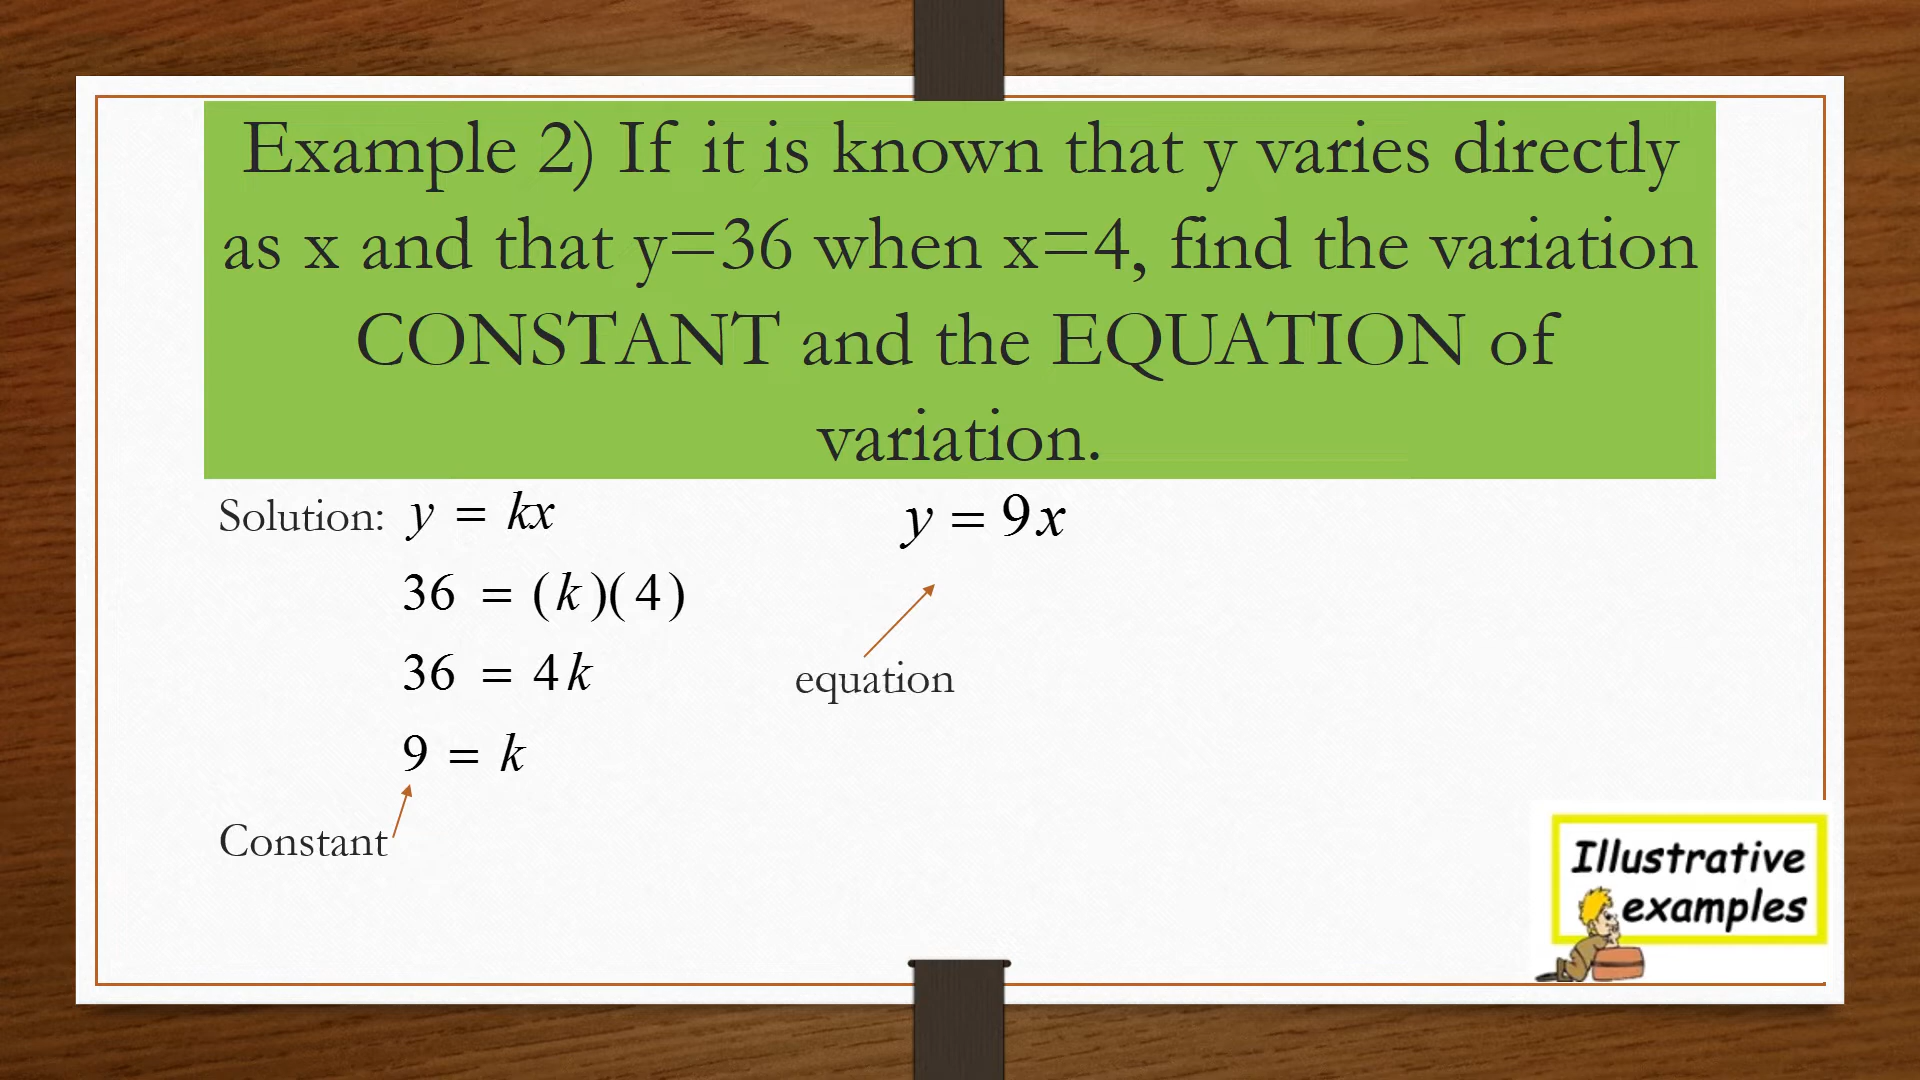 Example 2) If it is known that y varies directly
as x and that y=36 when x=4, find the variation
CONSTANT and the EQUATION of
variation.
Solution: y = kx
y = 9x
36 = (k)(4)
36 = 4k
equation
9 = k
Constant
Illustrative
examples